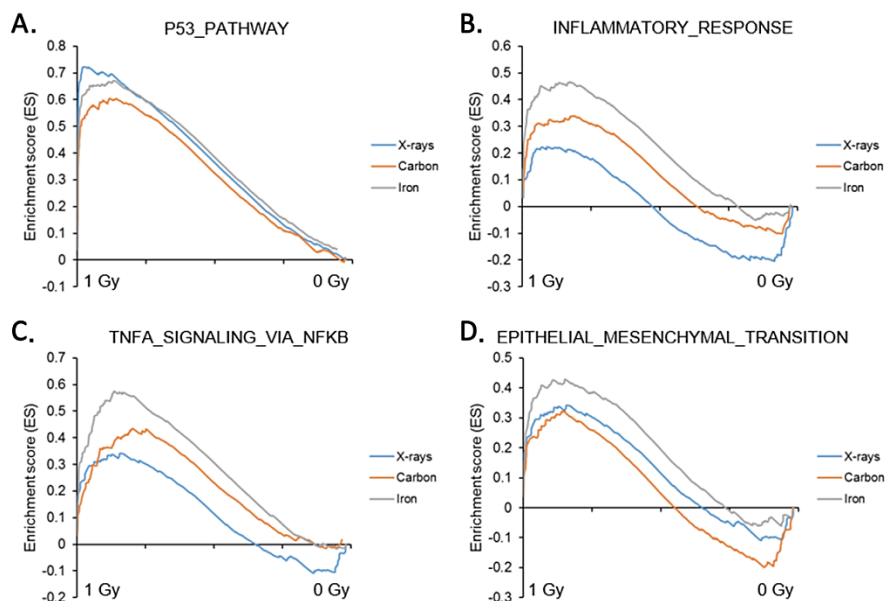 A.
P53_PATHWAY
Enrichment score (ES)
0.8
0.7
0.6
0.5
0.4
0.3
0.2
0.1
0
-0.1
1 Gy
0 Gy
X-rays
Carbon
Iron
B.
INFLAMMATORY_RESPONSE
Enrichment score (ES)
0.6
0.5
0.4
0.3
0.2
0.1
0
-0.1
-0.2
-0.3
1 Gy
0 Gy
X-rays
Carbon
Iron
C.
TNFA_SIGNALING_VIA_NFKB
Enrichment score (ES)
0.7
0.6
0.5
0.4
0.3
0.2
0.1
0
-0.1
-0.2
1 Gy
0 Gy
X-rays
Carbon
Iron
D.
EPITHELIAL_MESENCHYMAL_TRANSITION
Enrichment score (ES)
0.5
0.4
0.3
0.2
0.1
0
-0.1
-0.2
-0.3
1 Gy
0 Gy
X-rays
Carbon
Iron